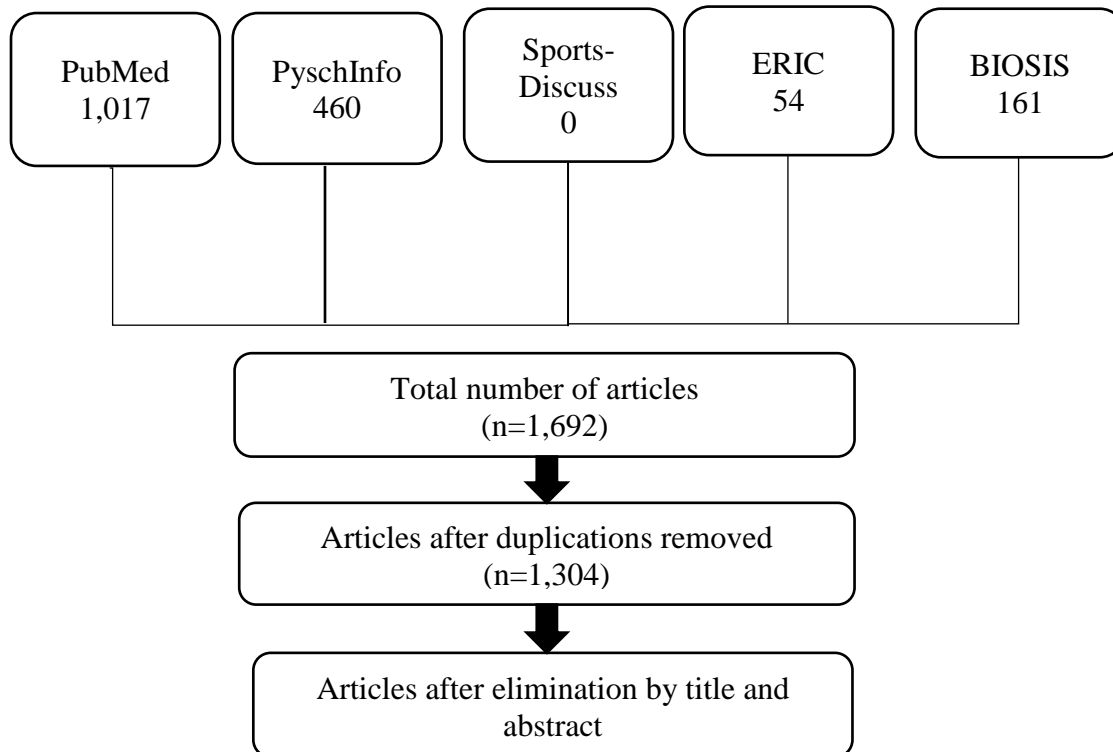 PubMed
1,017
PyschInfo
460
Sports-
Discuss
0
ERIC
54
BIOSIS
161
Total number of articles
(n=1,692)
Articles after duplications removed
(n=1,304)
Articles after elimination by title and
abstract